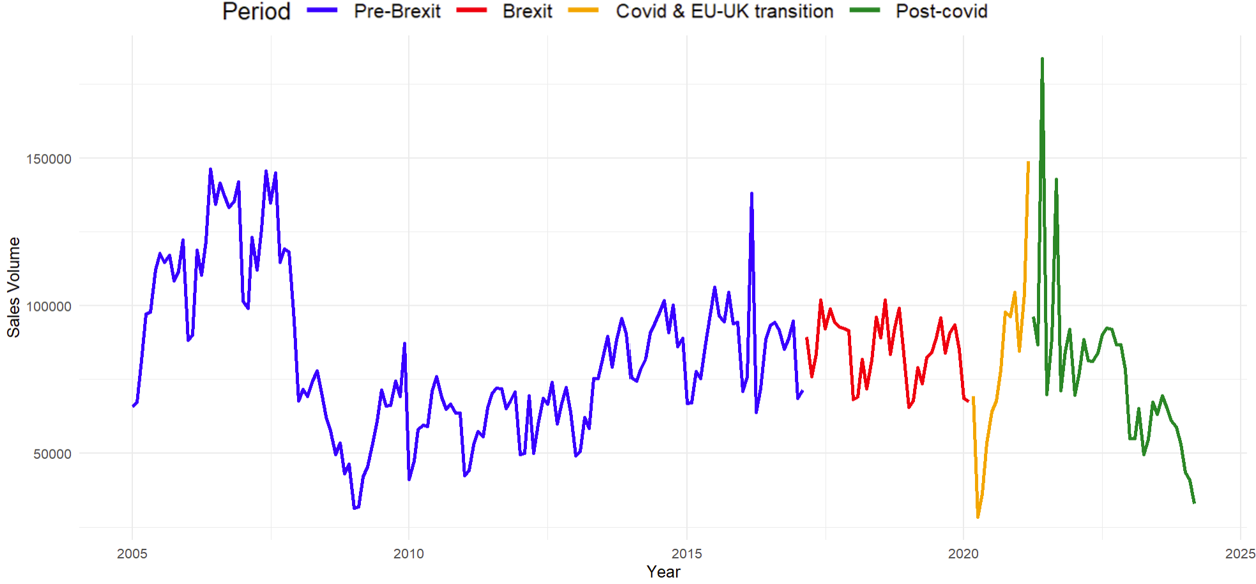 Period Pre-Brexit Brexit Covid & EU-UK transition Post-covid
Sales Volume
150000
100000
50000
2005 2010 2015 2020 2025
Year